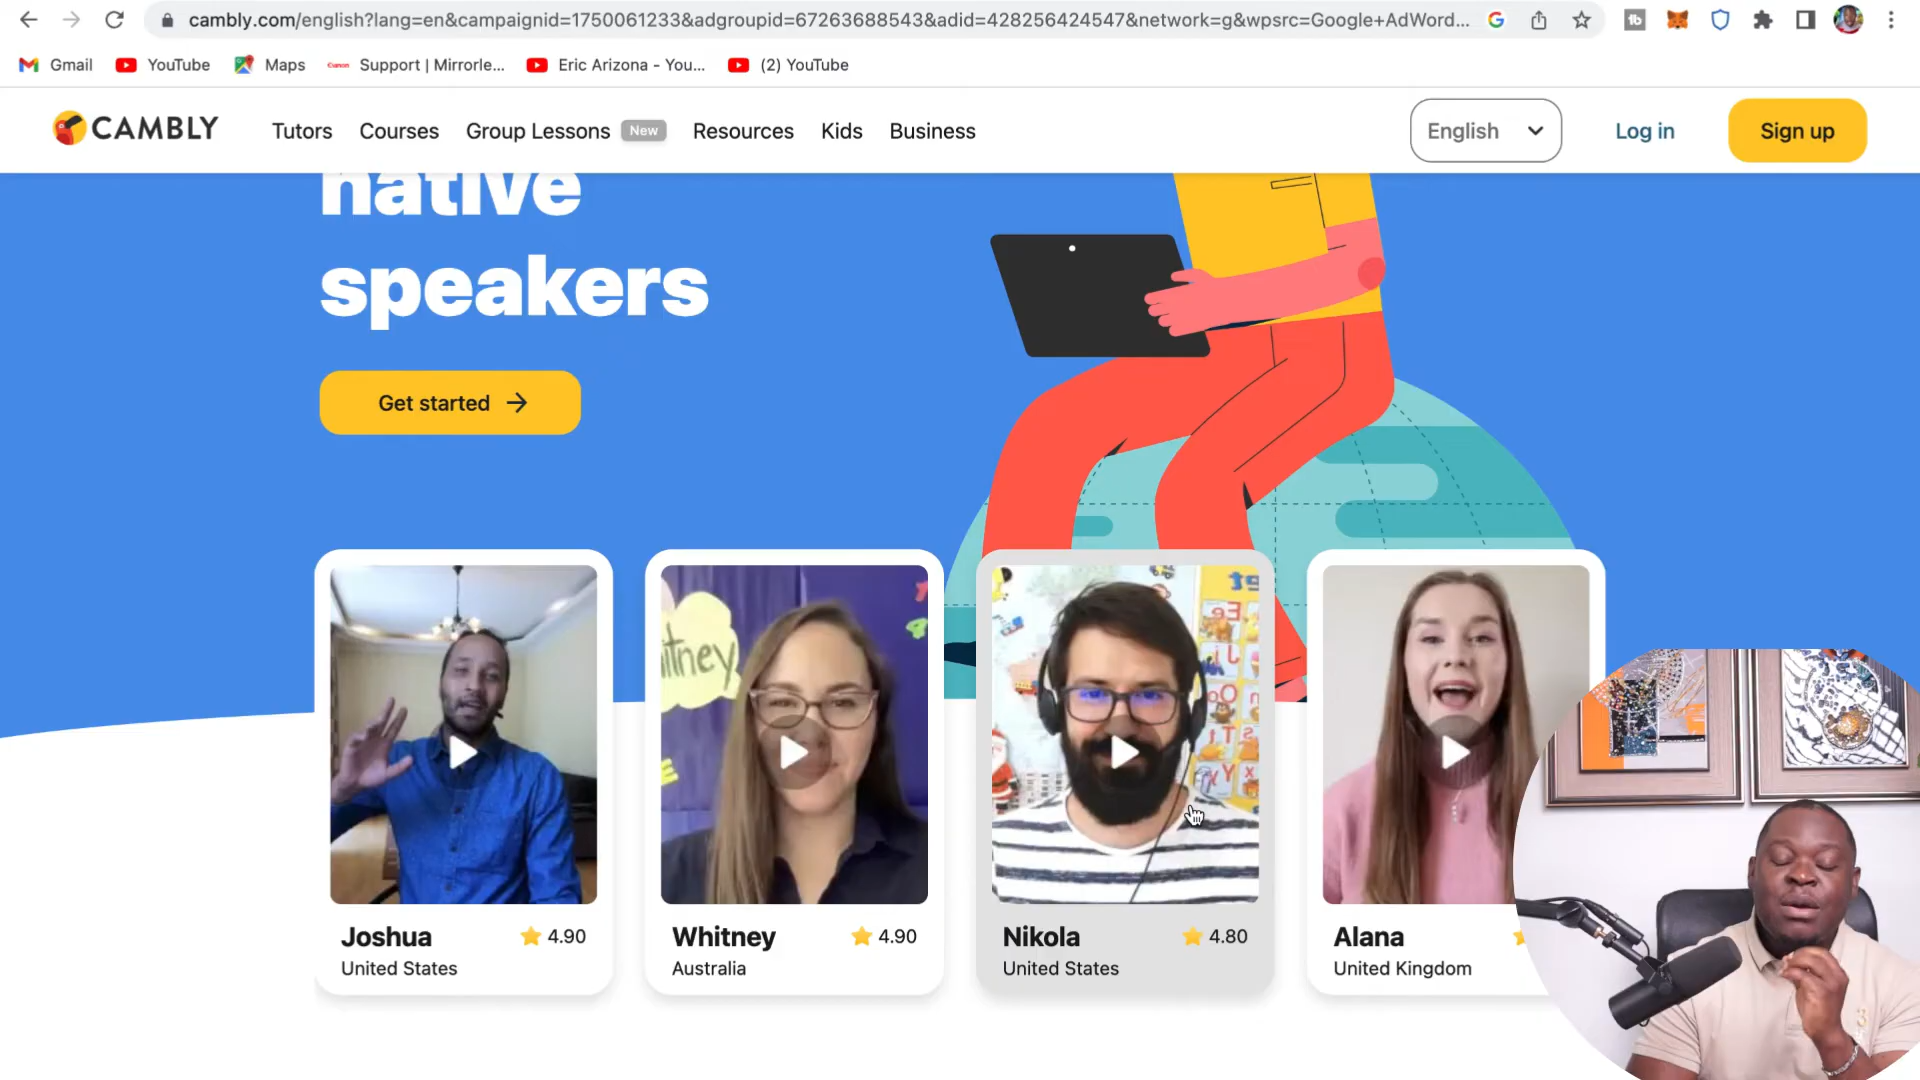 cambly.com/english?lang=en&campaignid=1750061233&adgroupid=67263688543&adid=428256424547&network=g&wpsrc=Google+AdWord...
Gmail
YouTube
Maps
Canon
Support | Mirrorle...
Eric Arizona - You...
(2) YouTube
CAMBLY
Tutors
Courses
Group Lessons
New
Resources
Kids
Business
English
Log in
Sign up
native
speakers
Get started
Joshua
4.90
United States
Whitney
4.90
Australia
Nikola
4.80
United States
Alana
United Kingdom